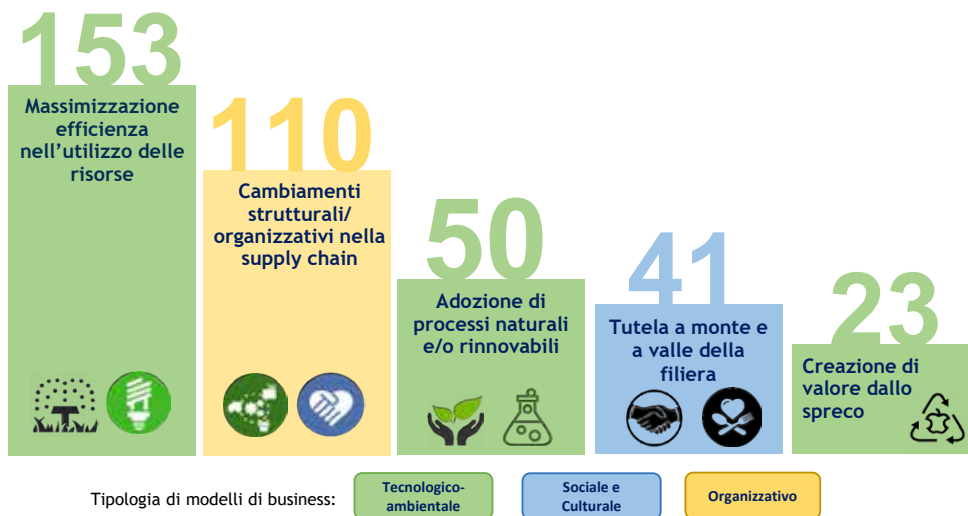 153
Massimizzazione
efficienza
nell'utilizzo delle
risorse
110
Cambiamenti
strutturali/
organizzativi nella
supply chain
50
Adozione di
processi naturali
e/o rinnovabili
41
Tutela a monte e
a valle della
filiera
23
Creazione di
valore dallo
spreco
Tipologia di modelli di business:
Tecnologico-
ambientale
Sociale e
Culturale
Organizzativo